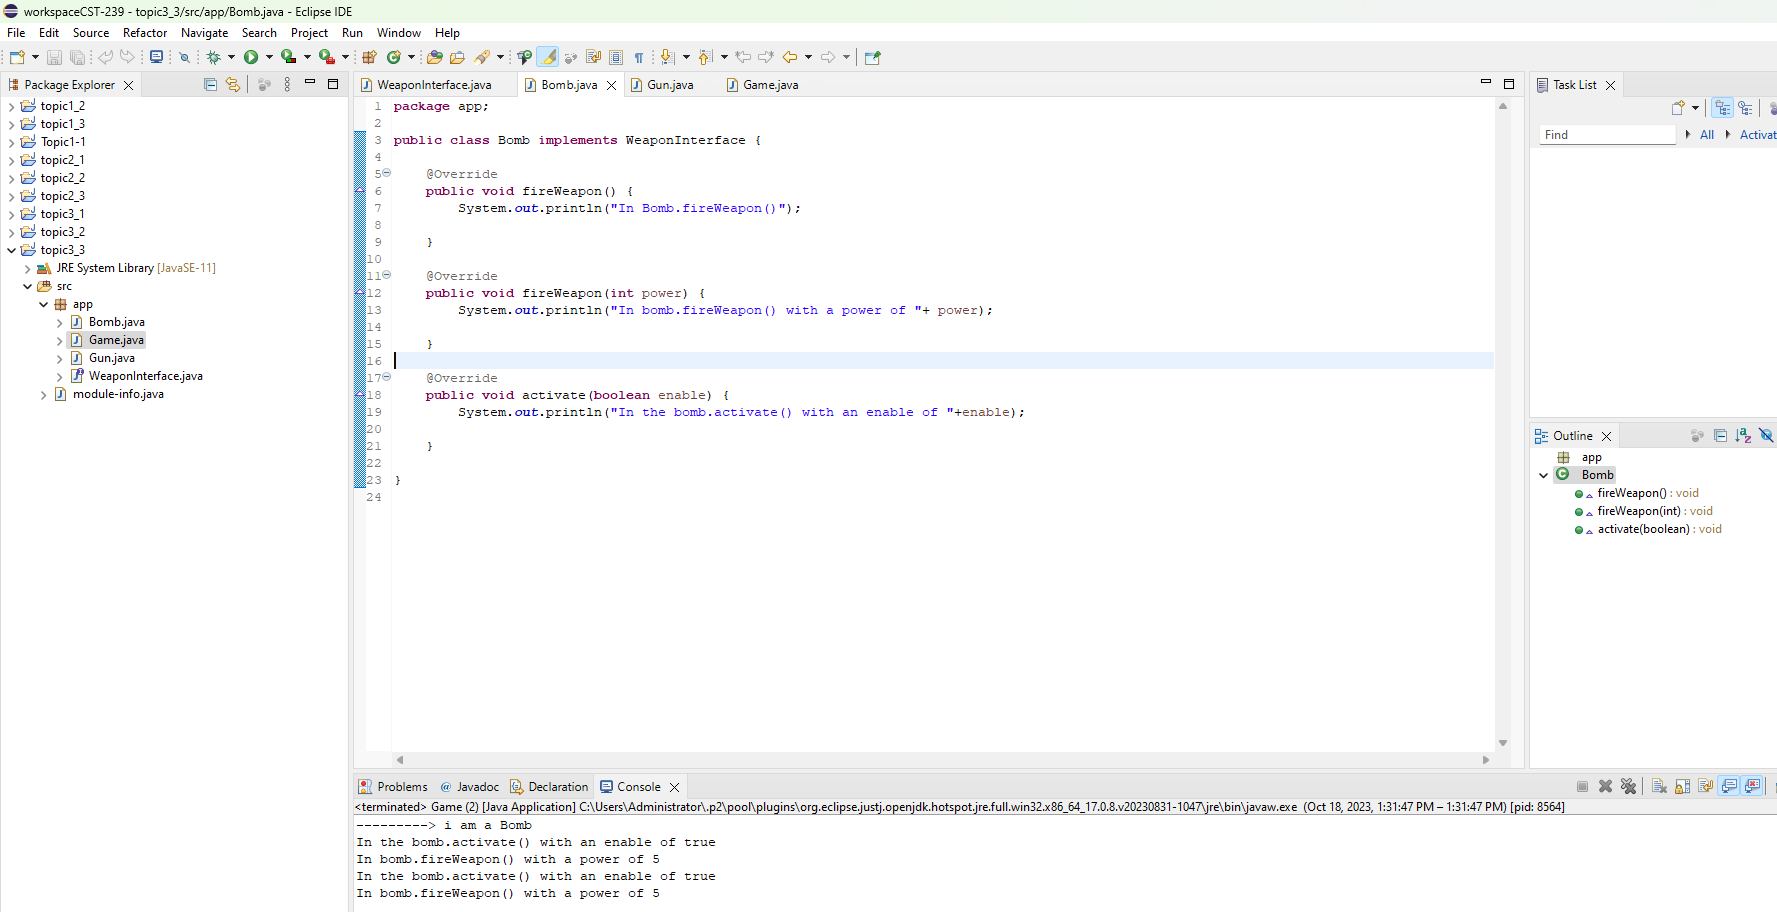 workspaceCST-239 - topic3_3/src/app/Bomb.java - Eclipse IDE
File Edit Source Refactor Navigate Search Project Run Window Help
Package Explorer
topic1_2
topic1_3
Topic1-1
topic2_1
topic2_2
topic2_3
topic3_1
topic3_2
topic3_3
JRE System Library [JavaSE-11]
src
app
Bomb.java
Game.java
Gun.java
WeaponInterface.java
module-info.java
WeaponInterface.java Bomb.java Gun.java Game.java
1 package app;
2
3 public class Bomb implements WeaponInterface {
4
5 @Override
6 public void fireWeapon() {
7 System.out.println("In Bomb.fireWeapon()");
8
9 }
10
11 @Override
12 public void fireWeapon(int power) {
13 System.out.println("In bomb.fireWeapon() with a power of "+ power);
14
15 }
16
17 @Override
18 public void activate(boolean enable) {
19 System.out.println("In the bomb.activate() with an enable of "+enable);
20
21 }
22
23 }
24
Task List
Find All Activat
Outline
app
Bomb
fireWeapon() : void
fireWeapon(int) : void
activate(boolean) : void
Problems Javadoc Declaration Console
<terminated> Game (2) [Java Application] C:\Users\Administrator\.p2\pool\plugins\org.eclipse.justj.openjdk.hotspot.jre.full.win32.x86_64_17.0.8.v20230831-1047\jre\bin\javaw.exe (Oct 18, 2023, 1:31:47 PM – 1:31:47 PM) [pid: 8564]
---------> i am a Bomb
In the bomb.activate() with an enable of true
In bomb.fireWeapon() with a power of 5
In the bomb.activate() with an enable of true
In bomb.fireWeapon() with a power of 5